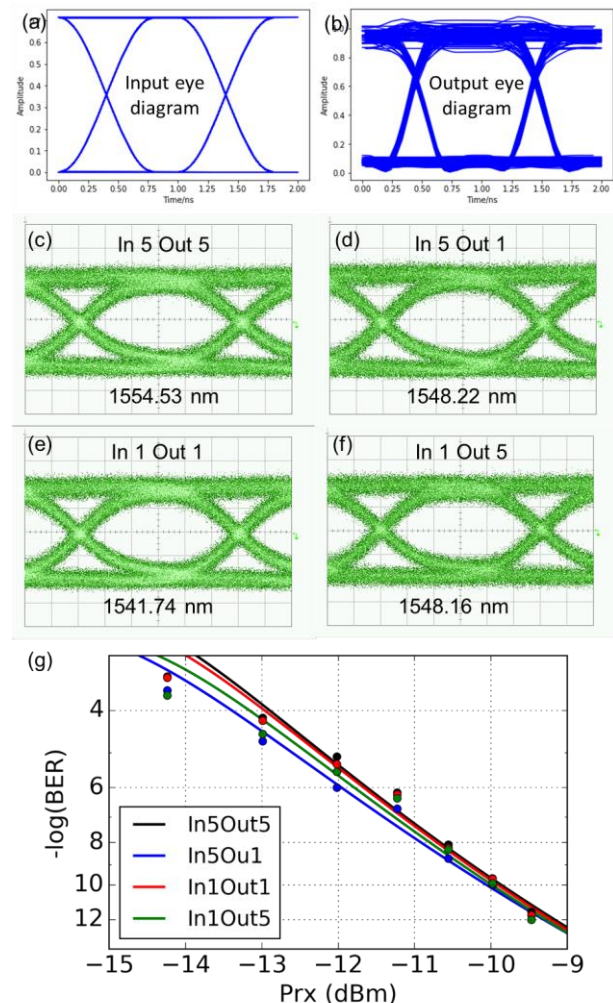 (a)
Input eye
diagram
Amplitude
0.7
0.6
0.5
0.4
0.3
0.2
0.1
0.0
0.00 0.25 0.50 0.75 1.00 1.25 1.50 1.75 2.00
Time/ns
(b)
Output eye
diagram
Amplitude
1.0
0.8
0.6
0.4
0.2
0.0
0.00 0.25 0.50 0.75 1.00 1.25 1.50 1.75 2.00
Time/ns
(c)
In 5 Out 5
1554.53 nm
(d)
In 5 Out 1
1548.22 nm
(e)
In 1 Out 1
1541.74 nm
(f)
In 1 Out 5
1548.16 nm
(g)
-log(BER)
4
6
8
10
12
In5Out5
In5Ou1
In1Out1
In1Out5
−15 −14 −13 −12 −11 −10 −9
Prx (dBm)